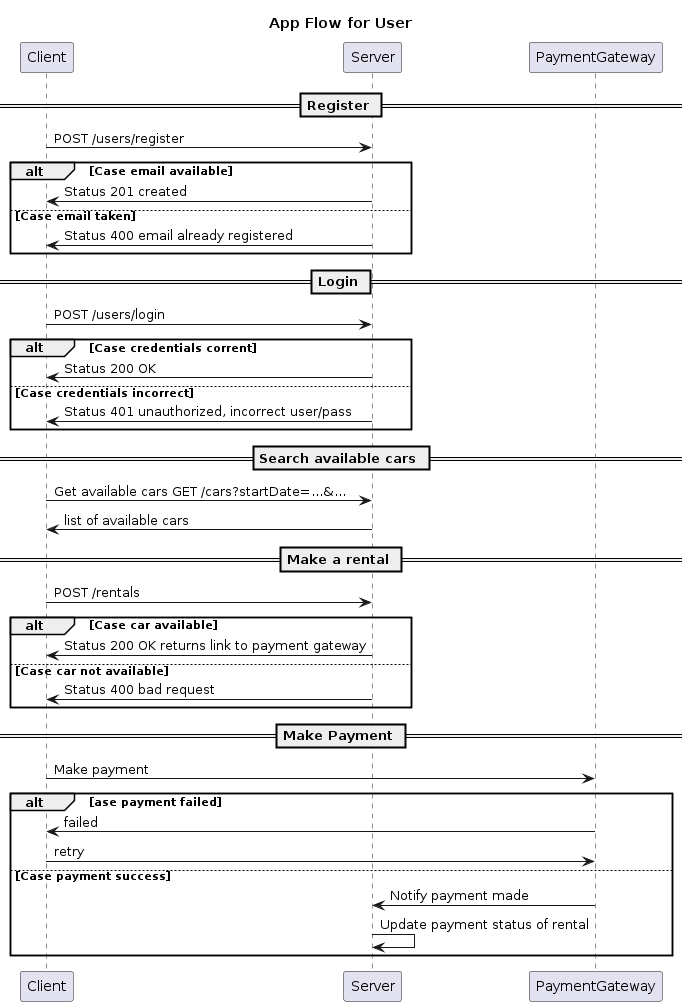 App Flow for User
Client
Server
PaymentGateway
Register
POST /users/register
alt
[Case email available]
Status 201 created
[Case email taken]
Status 400 email already registered
Login
POST /users/login
alt
[Case credentials corrent]
Status 200 OK
[Case credentials incorrect]
Status 401 unauthorized, incorrect user/pass
Search available cars
Get available cars GET /cars?startDate=...&...
list of available cars
Make a rental
POST /rentals
alt
[Case car available]
Status 200 OK returns link to payment gateway
[Case car not available]
Status 400 bad request
Make Payment
Make payment
alt
[ase payment failed]
failed
retry
[Case payment success]
Notify payment made
Update payment status of rental
Client
Server
PaymentGateway